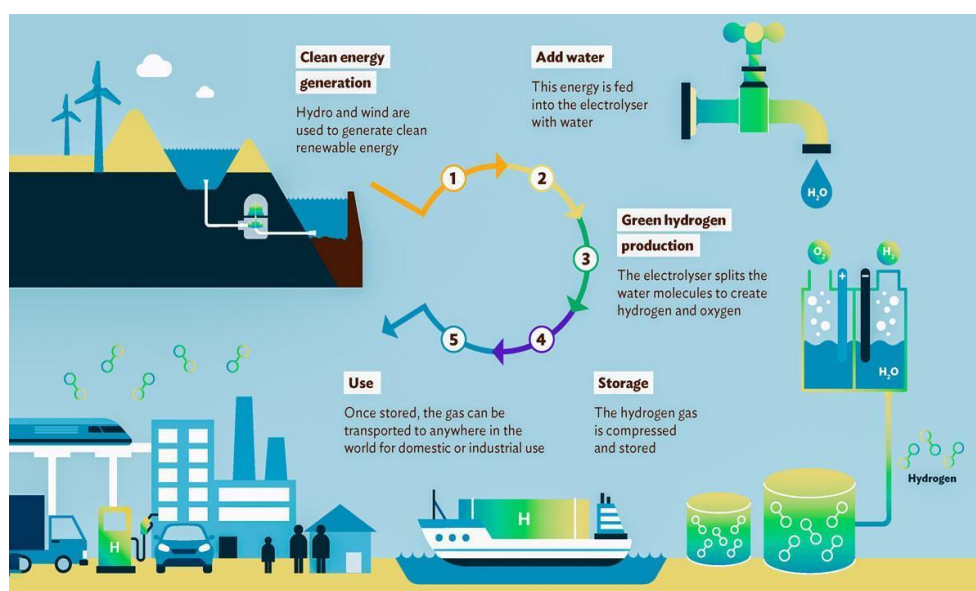 Clean energy
generation
Hydro and wind are
used to generate clean
renewable energy
Add water
This energy is fed
into the electrolyser
with water
H₂O
1
2
3
4
5
Green hydrogen
production
The electrolyser splits the
water molecules to create
hydrogen and oxygen
O₂
H₂
+
−
H₂O
Hydrogen
Storage
The hydrogen gas
is compressed
and stored
Use
Once stored, the gas can be
transported to anywhere in the
world for domestic or industrial use
H
H